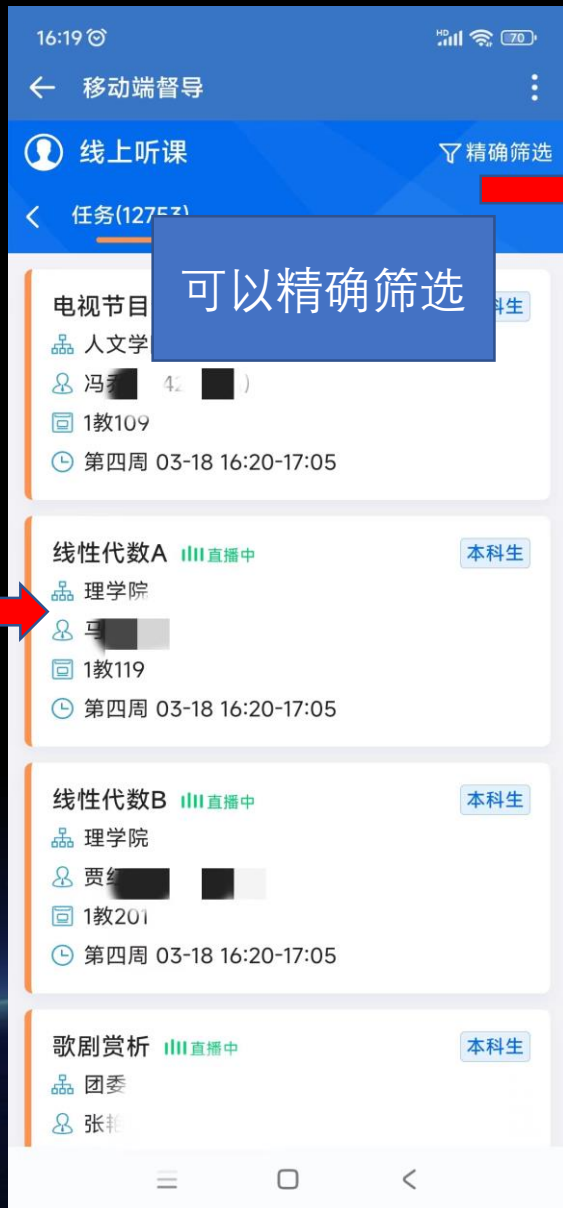 16:19
HD 70
移动端督导
线上听课
精确筛选
任务(12753)
可以精确筛选
电视节目
人文学
冯
1教109
第四周 03-18 16:20-17:05
线性代数A 直播中 本科生
理学院
马
1教119
第四周 03-18 16:20-17:05
线性代数B 直播中 本科生
理学院
贾
1教201
第四周 03-18 16:20-17:05
歌剧赏析 直播中 本科生
团委
张